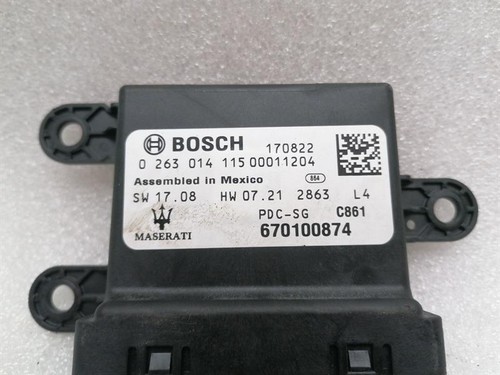 BOSCH 170822
0 263 014 115 00011204
Assembled in Mexico 854
SW 17.08 HW 07.21 2863 L4
PDC-SG C861
MASERATI 670100874